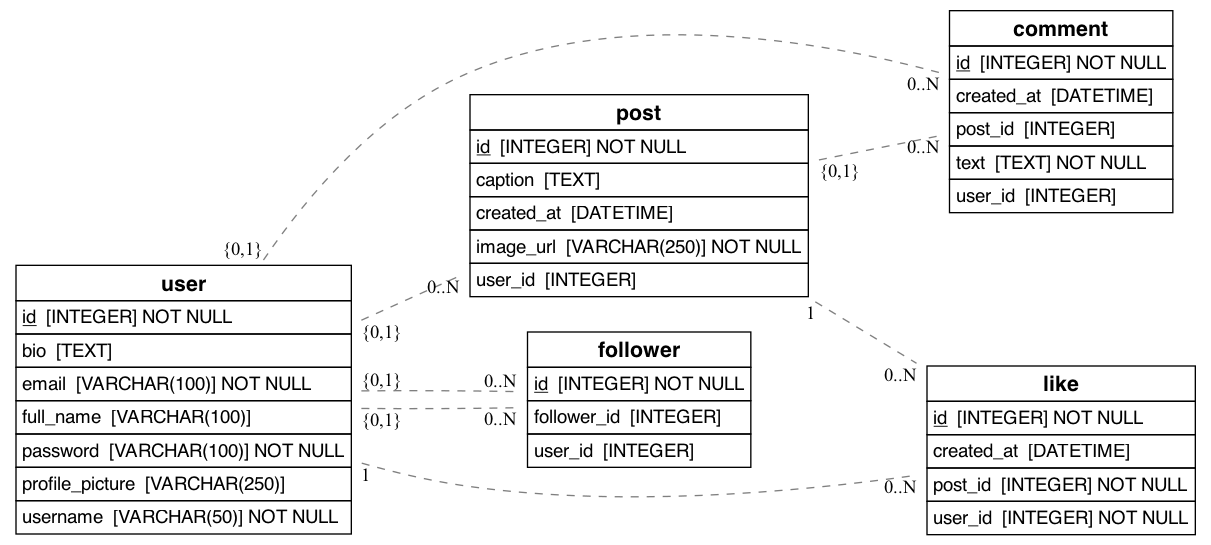 comment
id [INTEGER] NOT NULL
created_at [DATETIME]
post_id [INTEGER]
text [TEXT] NOT NULL
user_id [INTEGER]
0..N
0..N
post
id [INTEGER] NOT NULL
caption [TEXT]
created_at [DATETIME]
image_url [VARCHAR(250)] NOT NULL
user_id [INTEGER]
{0,1}
{0,1}
0..N
1
user
id [INTEGER] NOT NULL
bio [TEXT]
email [VARCHAR(100)] NOT NULL
full_name [VARCHAR(100)]
password [VARCHAR(100)] NOT NULL
profile_picture [VARCHAR(250)]
username [VARCHAR(50)] NOT NULL
{0,1}
{0,1}
{0,1}
1
0..N
0..N
follower
id [INTEGER] NOT NULL
follower_id [INTEGER]
user_id [INTEGER]
0..N
0..N
like
id [INTEGER] NOT NULL
created_at [DATETIME]
post_id [INTEGER] NOT NULL
user_id [INTEGER] NOT NULL